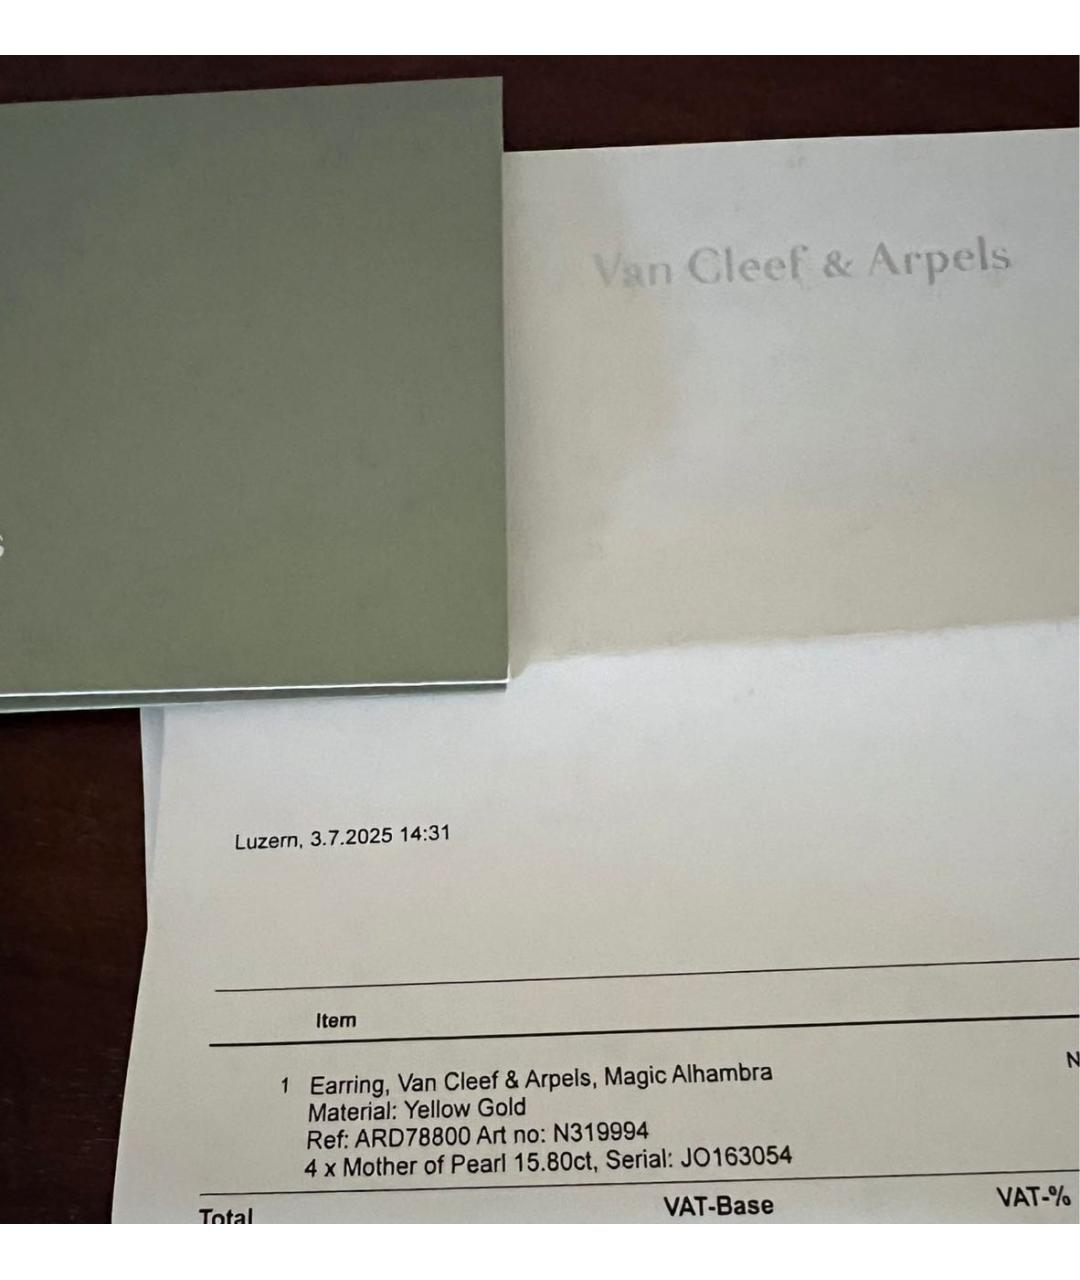 Van Cleef & Arpels
s
Luzern, 3.7.2025 14:31
Item
N
1 Earring, Van Cleef & Arpels, Magic Alhambra
Material: Yellow Gold
Ref: ARD78800 Art no: N319994
4 x Mother of Pearl 15.80ct, Serial: JO163054
Total VAT-Base VAT-%